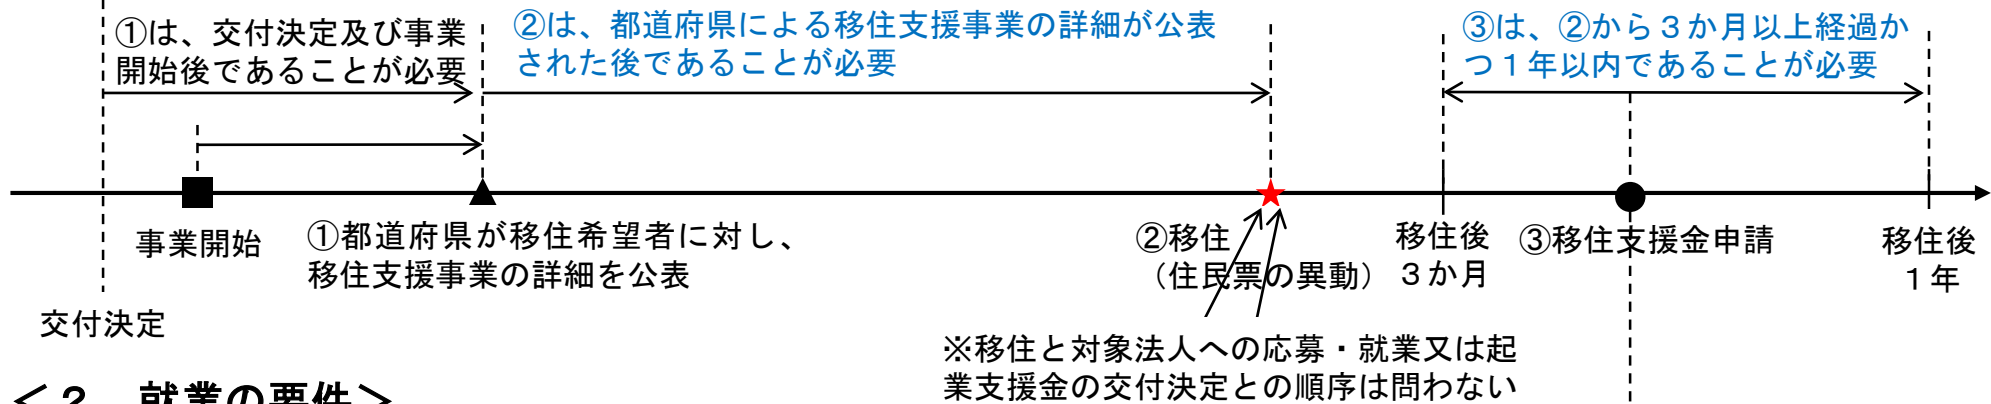 ①は、交付決定及び事業
開始後であることが必要
②は、都道府県による移住支援事業の詳細が公表
された後であることが必要
③は、②から３か月以上経過か
つ１年以内であることが必要
事業開始
①都道府県が移住希望者に対し、
移住支援事業の詳細を公表
②移住
（住民票の異動）
移住後
３か月
③移住支援金申請
移住後
１年
交付決定
※移住と対象法人への応募・就業又は起
業支援金の交付決定との順序は問わない
＜２．就業の要件＞